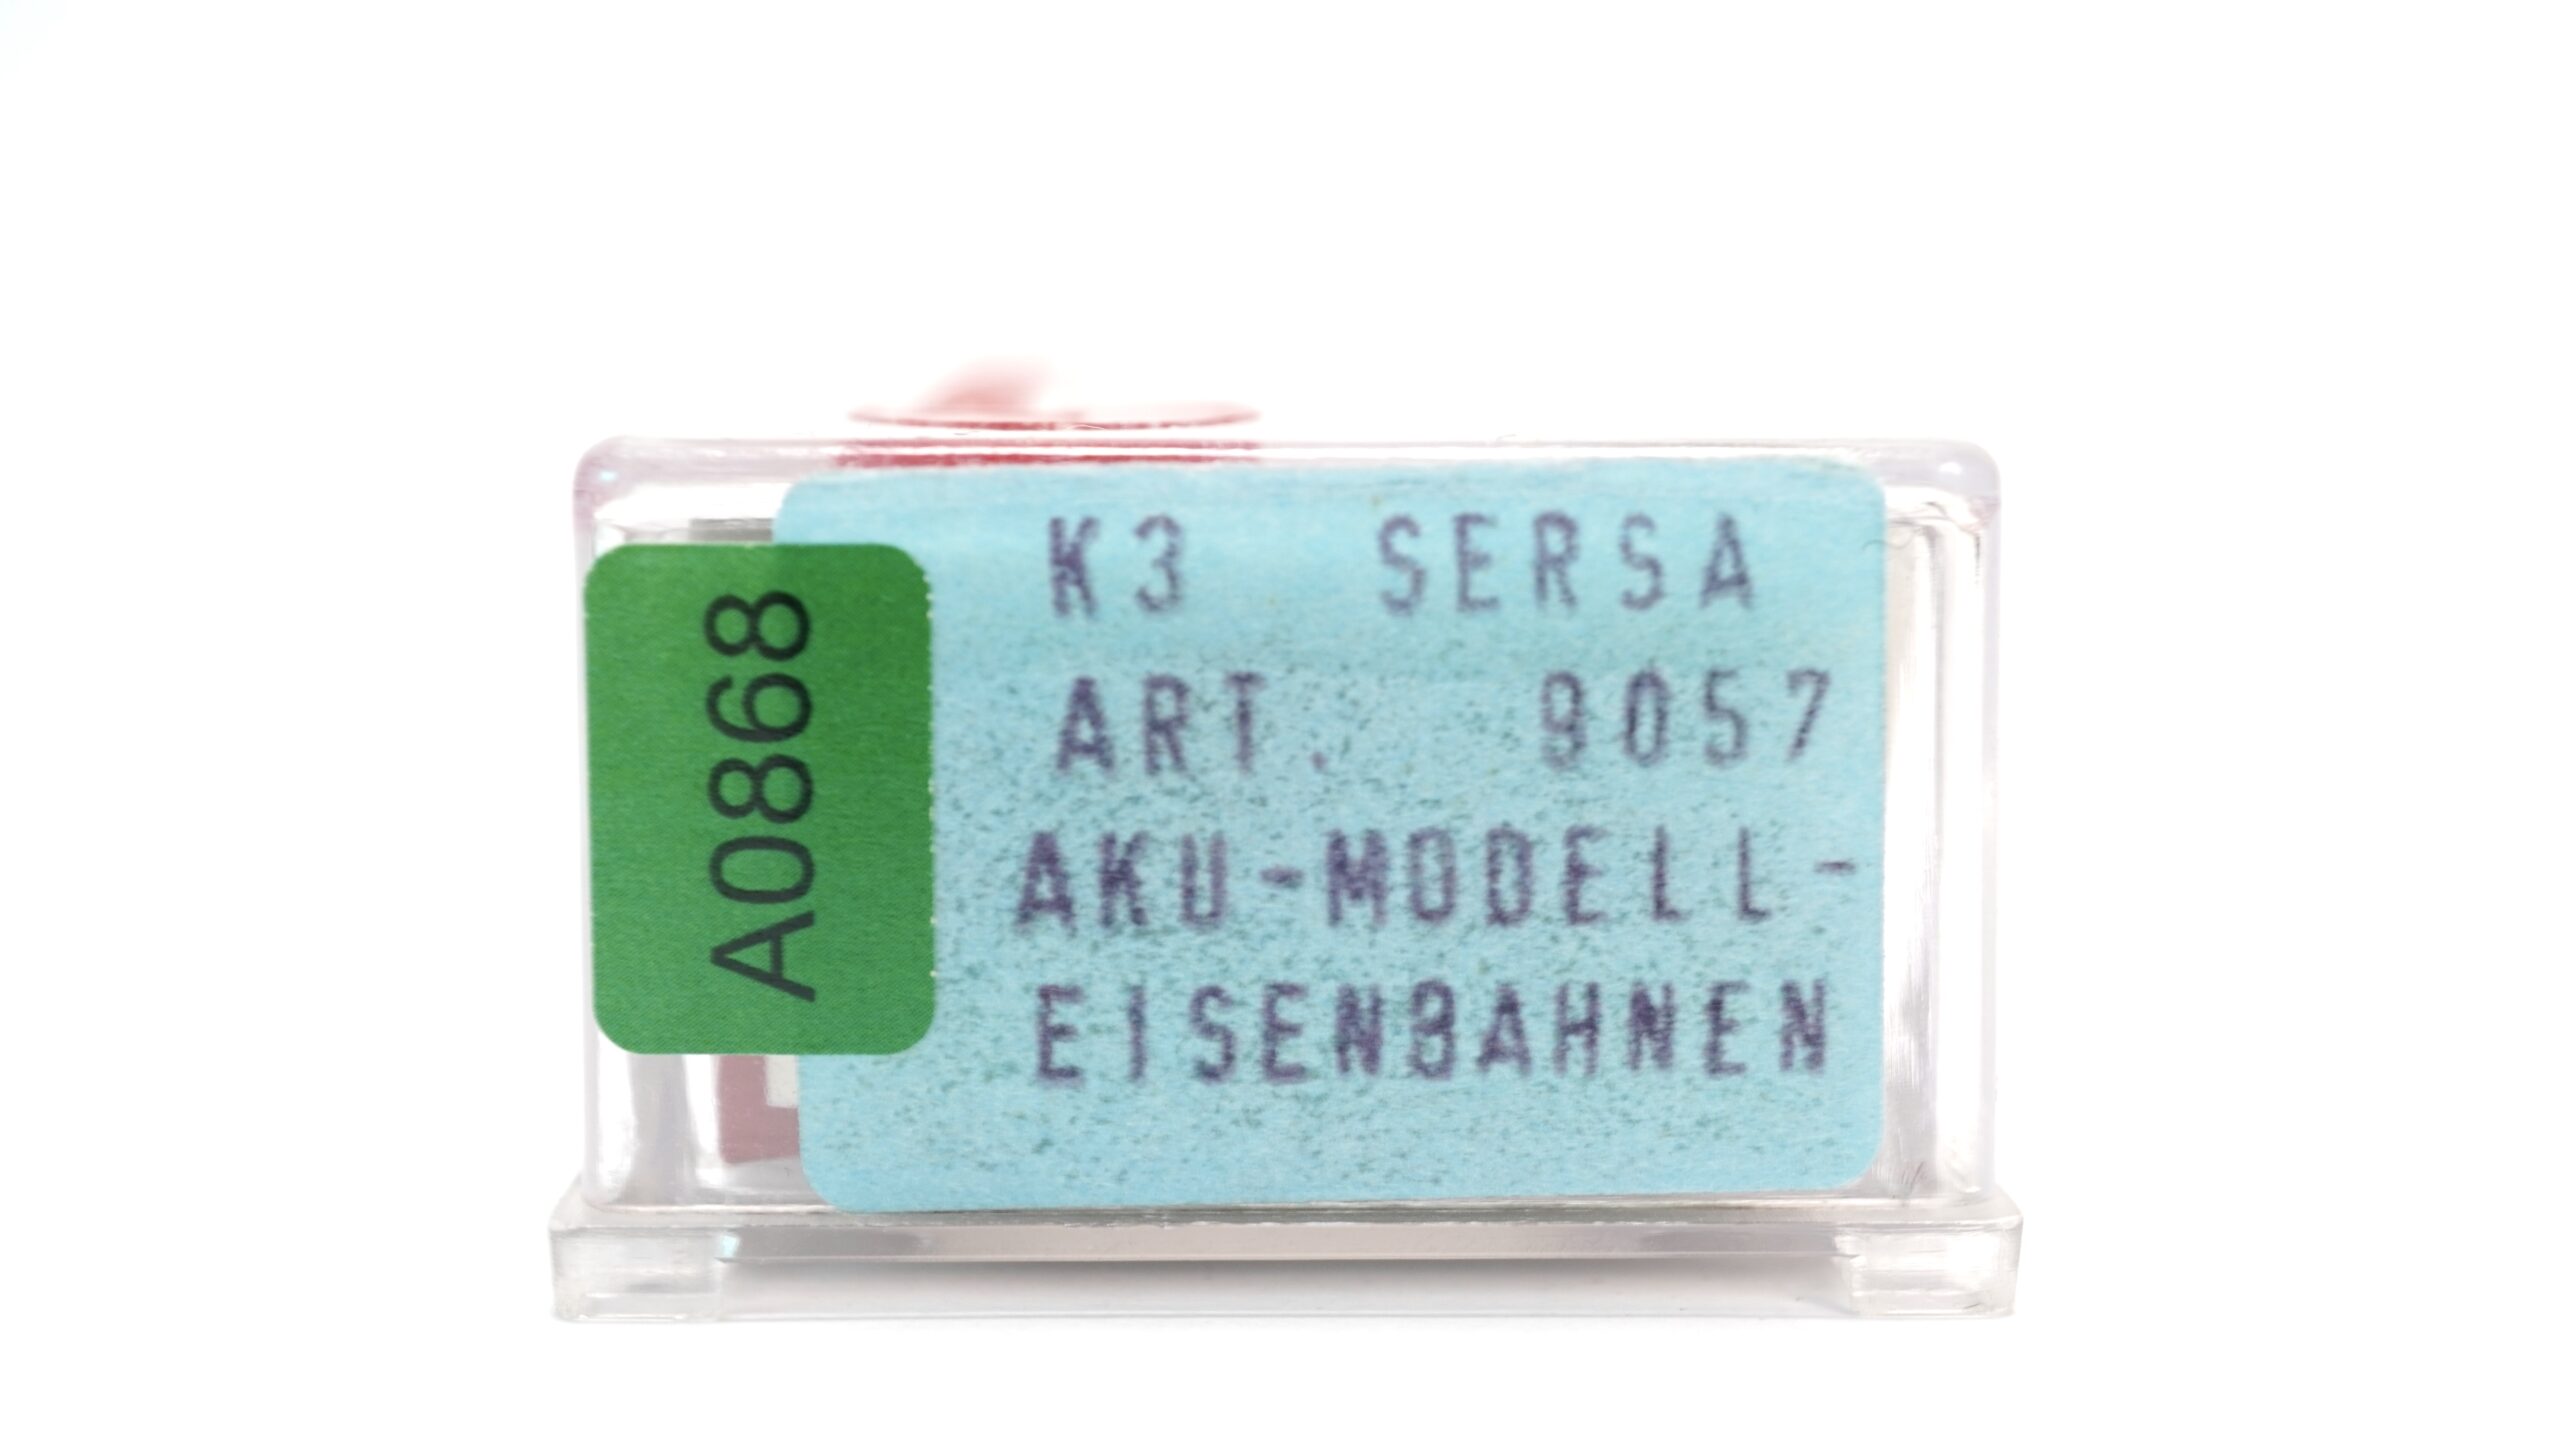 A0868
K3 SERSA
ART. 9057
AKU-MODELL-
EISENBAHNEN